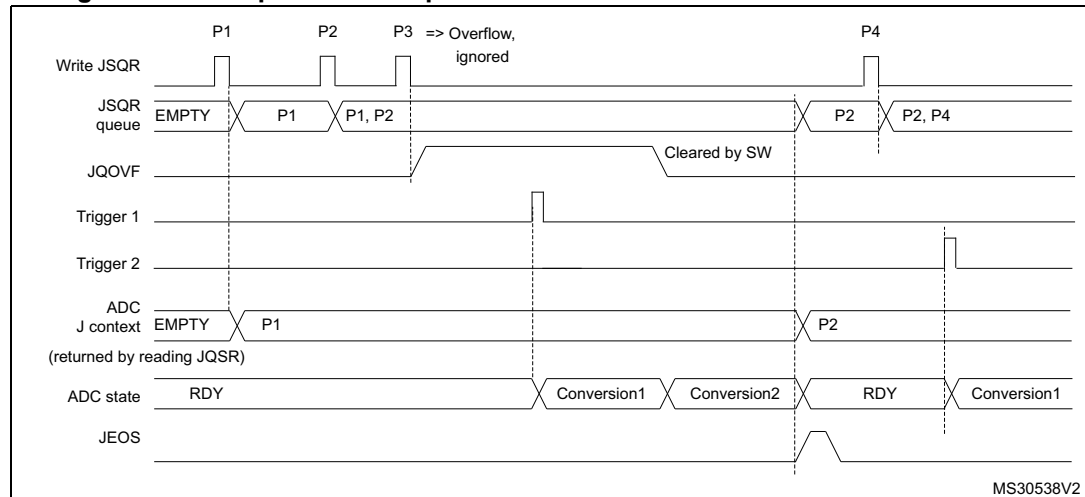 P1 P2 P3 => Overflow, P4
ignored
Write JSQR
JSQR
queue
EMPTY P1 P1, P2 P2 P2, P4
JQOVF Cleared by SW
Trigger 1
Trigger 2
ADC
J context
EMPTY P1 P2
(returned by reading JQSR)
ADC state RDY Conversion1 Conversion2 RDY Conversion1
JEOS
MS30538V2